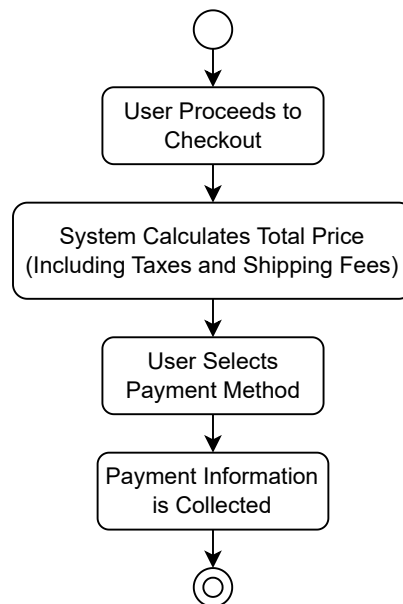 User Proceeds to
Checkout
System Calculates Total Price
(Including Taxes and Shipping Fees)
User Selects
Payment Method
Payment Information
is Collected